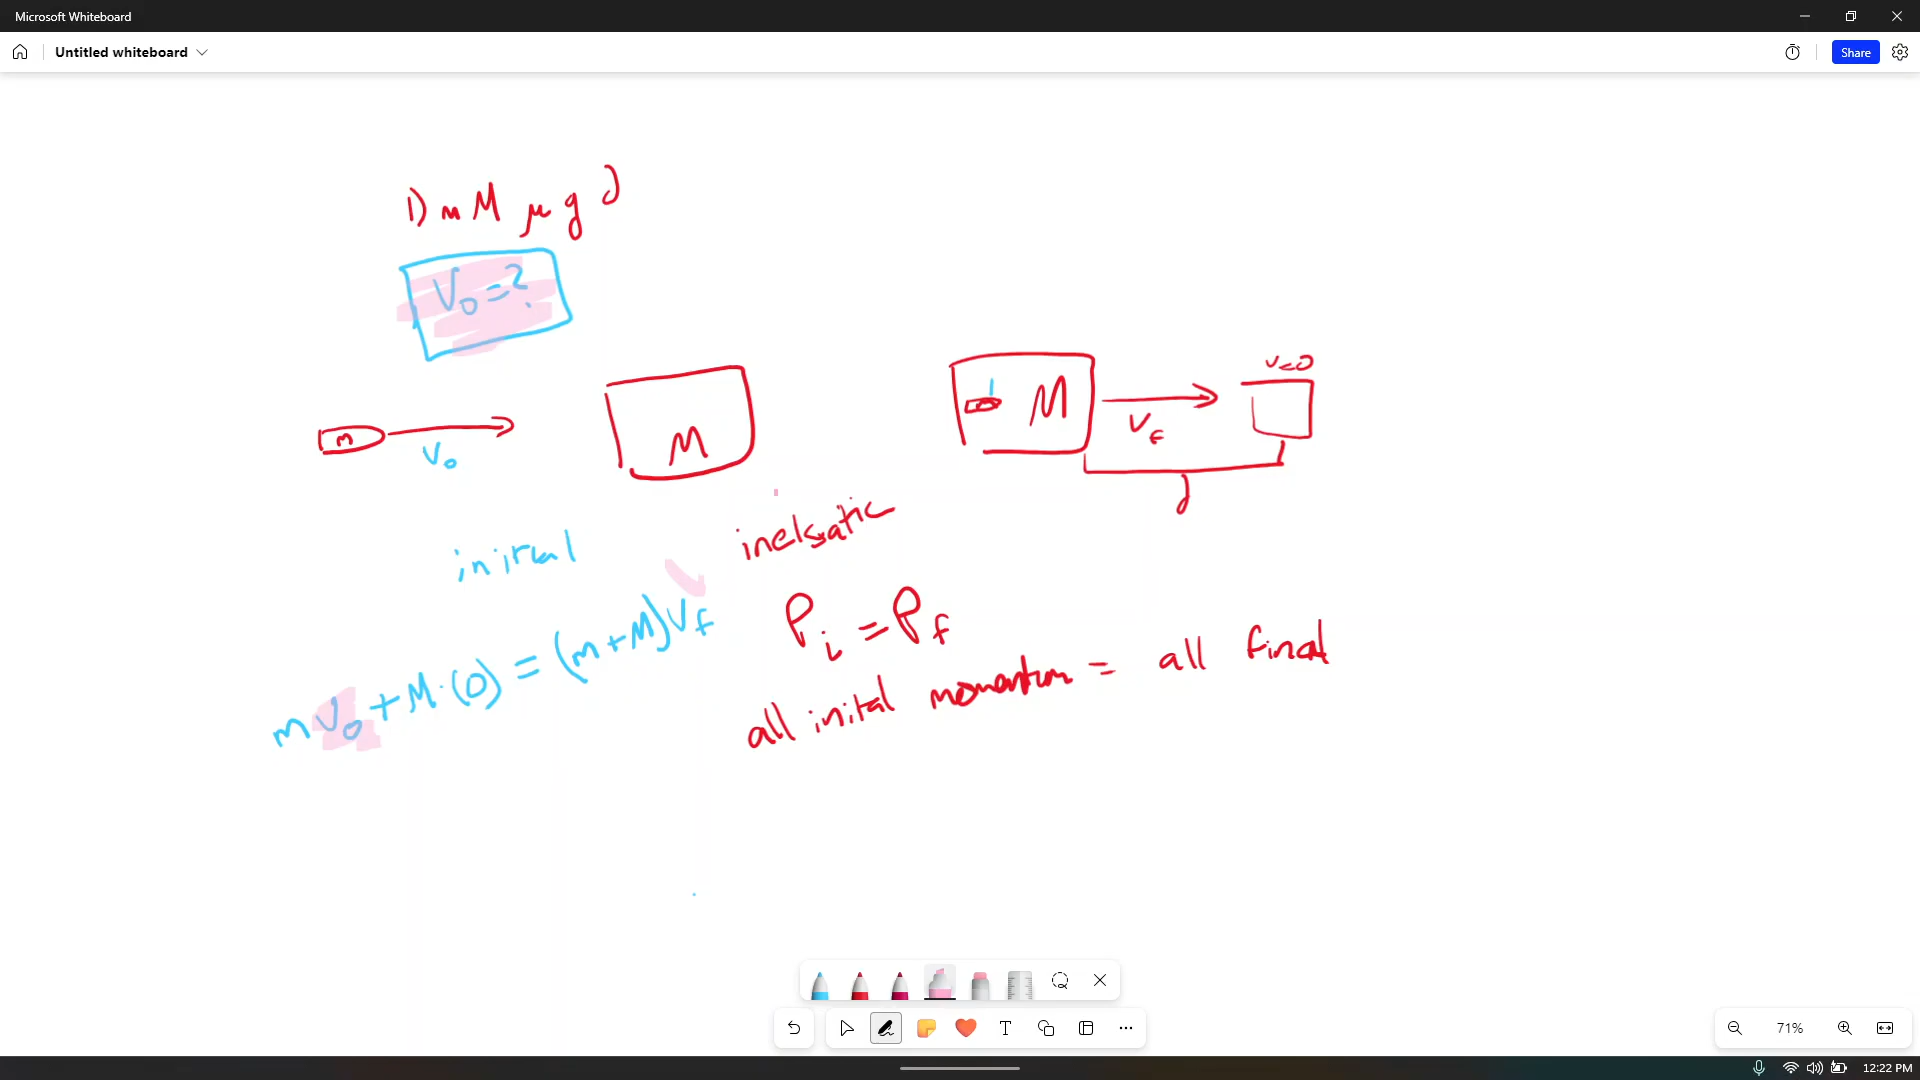 Microsoft Whiteboard
Untitled whiteboard
Share
1) m M μ g d
V₀ = ?
m
V₀
M
M
V_f
v=0
d
inital
inelsatic
P_i = P_f
mV₀ + M·(0) = (m+M)V_f
all inital momentum = all final
71%
12:22 PM